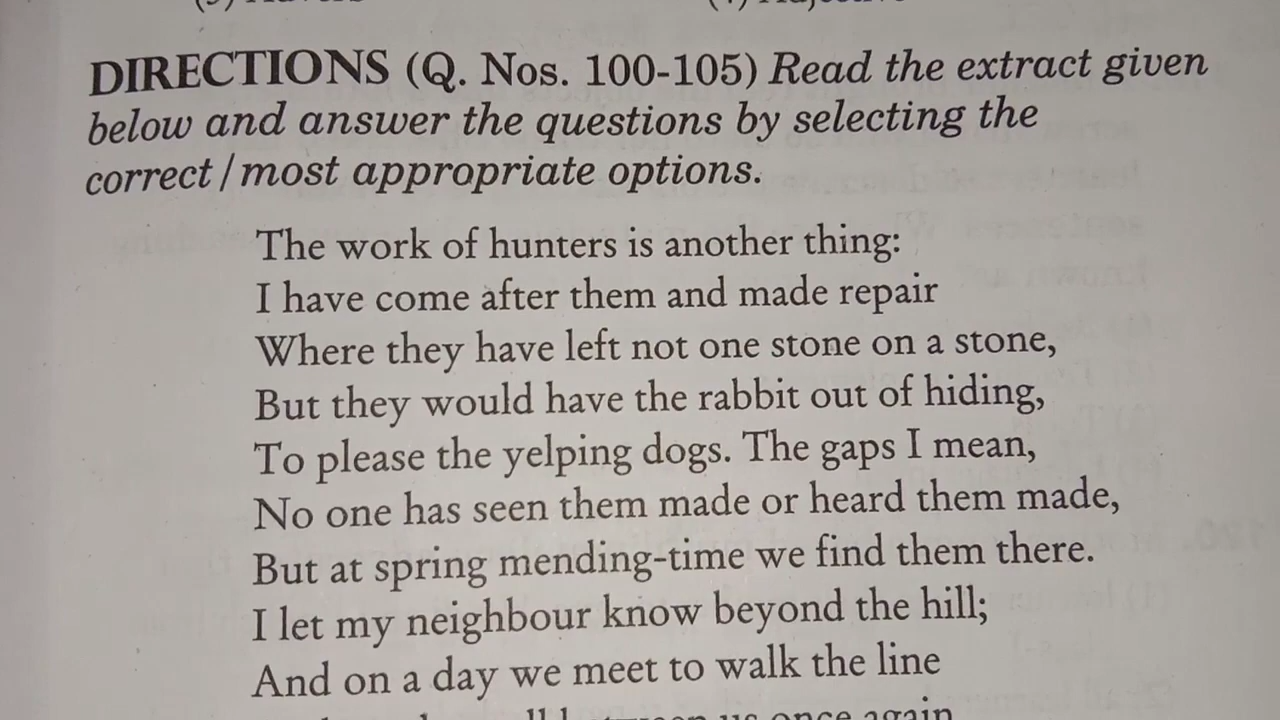 DIRECTIONS (Q. Nos. 100-105) Read the extract given
below and answer the questions by selecting the
correct/most appropriate options.
The work of hunters is another thing:
I have come after them and made repair
Where they have left not one stone on a stone,
But they would have the rabbit out of hiding,
To please the yelping dogs. The gaps I mean,
No one has seen them made or heard them made,
But at spring mending-time we find them there.
I let my neighbour know beyond the hill;
And on a day we meet to walk the line
once again